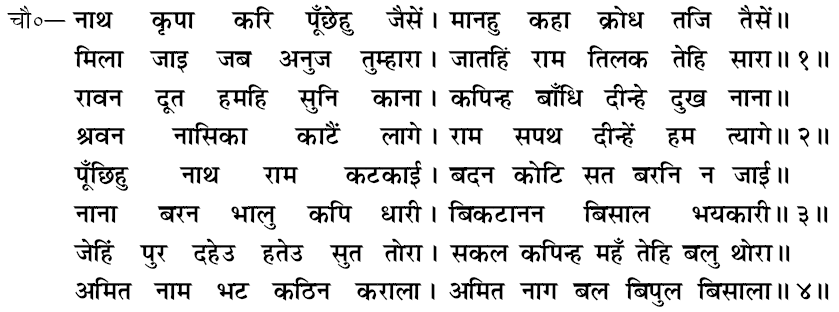 चौ०— नाथ कृपा करि पूँछेहु जैसें। मानहु कहा क्रोध तजि तैसें॥
मिला जाइ जब अनुज तुम्हारा। जातहिं राम तिलक तेहि सारा॥ १॥
रावन दूत हमहि सुनि काना। कपिन्ह बाँधि दीन्हे दुख नाना॥
श्रवन नासिका काटैं लागे। राम सपथ दीन्हें हम त्यागे॥ २॥
पूँछिहु नाथ राम कटकाई। बदन कोटि सत बरनि न जाई॥
नाना बरन भालु कपि धारी। बिकटानन बिसाल भयकारी॥ ३॥
जेहिं पुर दहेउ हतेउ सुत तोरा। सकल कपिन्ह महँ तेहि बलु थोरा॥
अमित नाम भट कठिन कराला। अमित नाग बल बिपुल बिसाला॥ ४॥